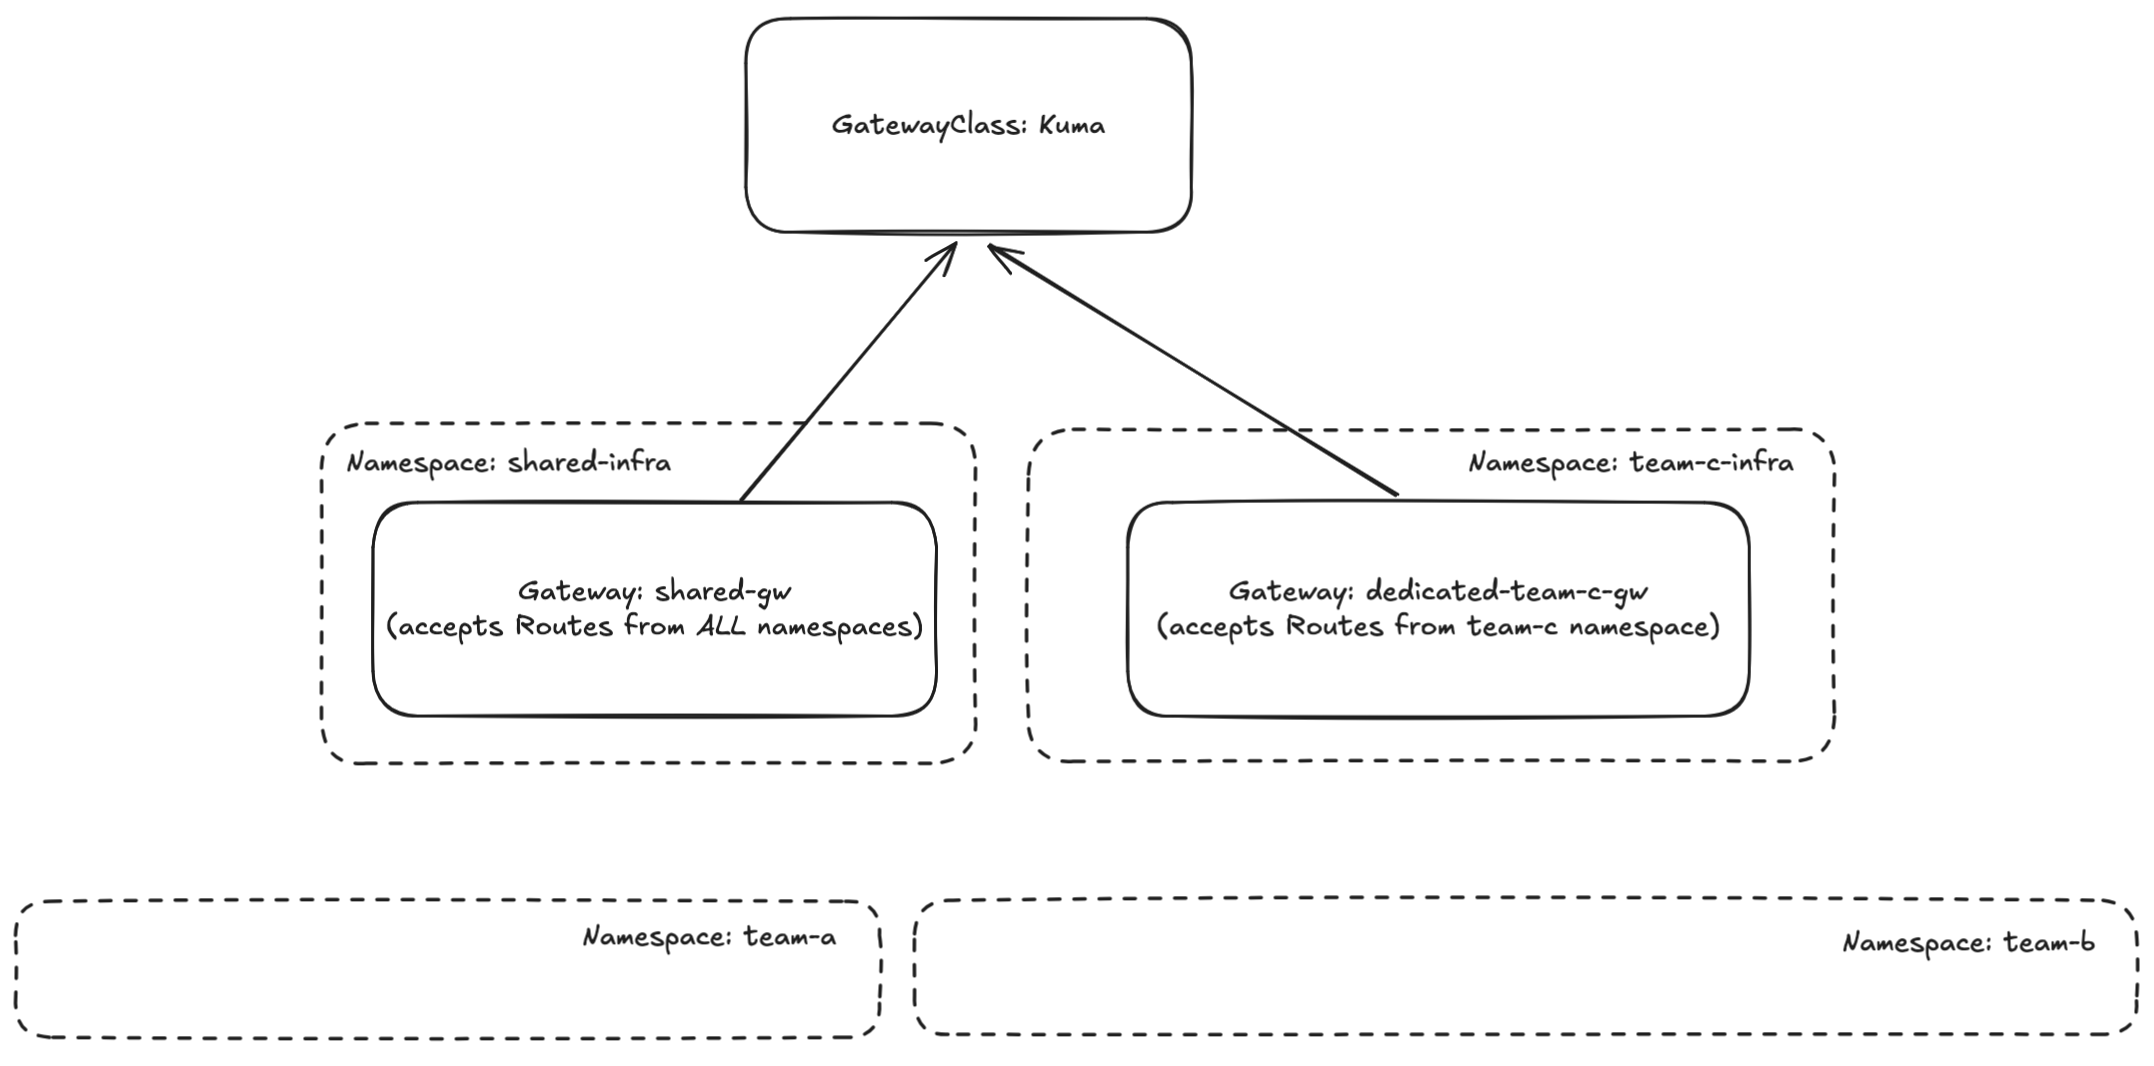 GatewayClass: Kuma
Namespace: shared-infra
Namespace: team-c-infra
Gateway: shared-gw
(accepts Routes from ALL namespaces)
Gateway: dedicated-team-c-gw
(accepts Routes from team-c namespace)
Namespace: team-a
Namespace: team-b